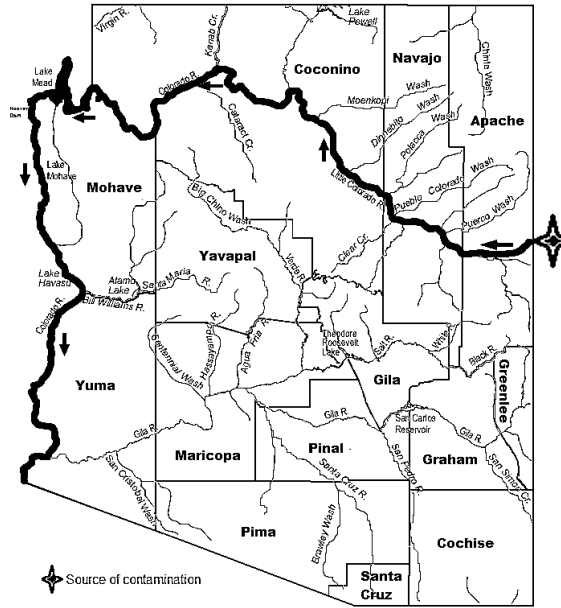 Virgin R.
Kanab Cr.
Lake
Powell
Navajo
Chinle Wash
Coconino
Lake
Mead
Colorado R.
Moenkopi Wash
Dinnebito Wash
Polacca Wash
Apache
Cataract Cr.
Lake
Mohave
Mohave
Little Colorado R.
Pueblo Colorado Wash
Puerco Wash
Big Chino Wash
Clear Cr.
Yavapal
Verde R.
Lake
Havasu
Alamo
Lake
Santa Maria R.
Bill Williams R.
Colorado R.
Centennial Wash
Hassayampa R.
Agua Fria R.
Theodore
Roosevelt
Lake
Salt R.
White R.
Black R.
Greenlee
Yuma
Gila
Gila R.
San Carlos
Reservoir
Gila R.
Gila R.
Maricopa
Pinal
San Pedro R.
Graham
San Simon Cr.
San Cristobal Wash
Santa Cruz R.
Pima
Brawley Wash
Cochise
Santa
Cruz
Source of contamination